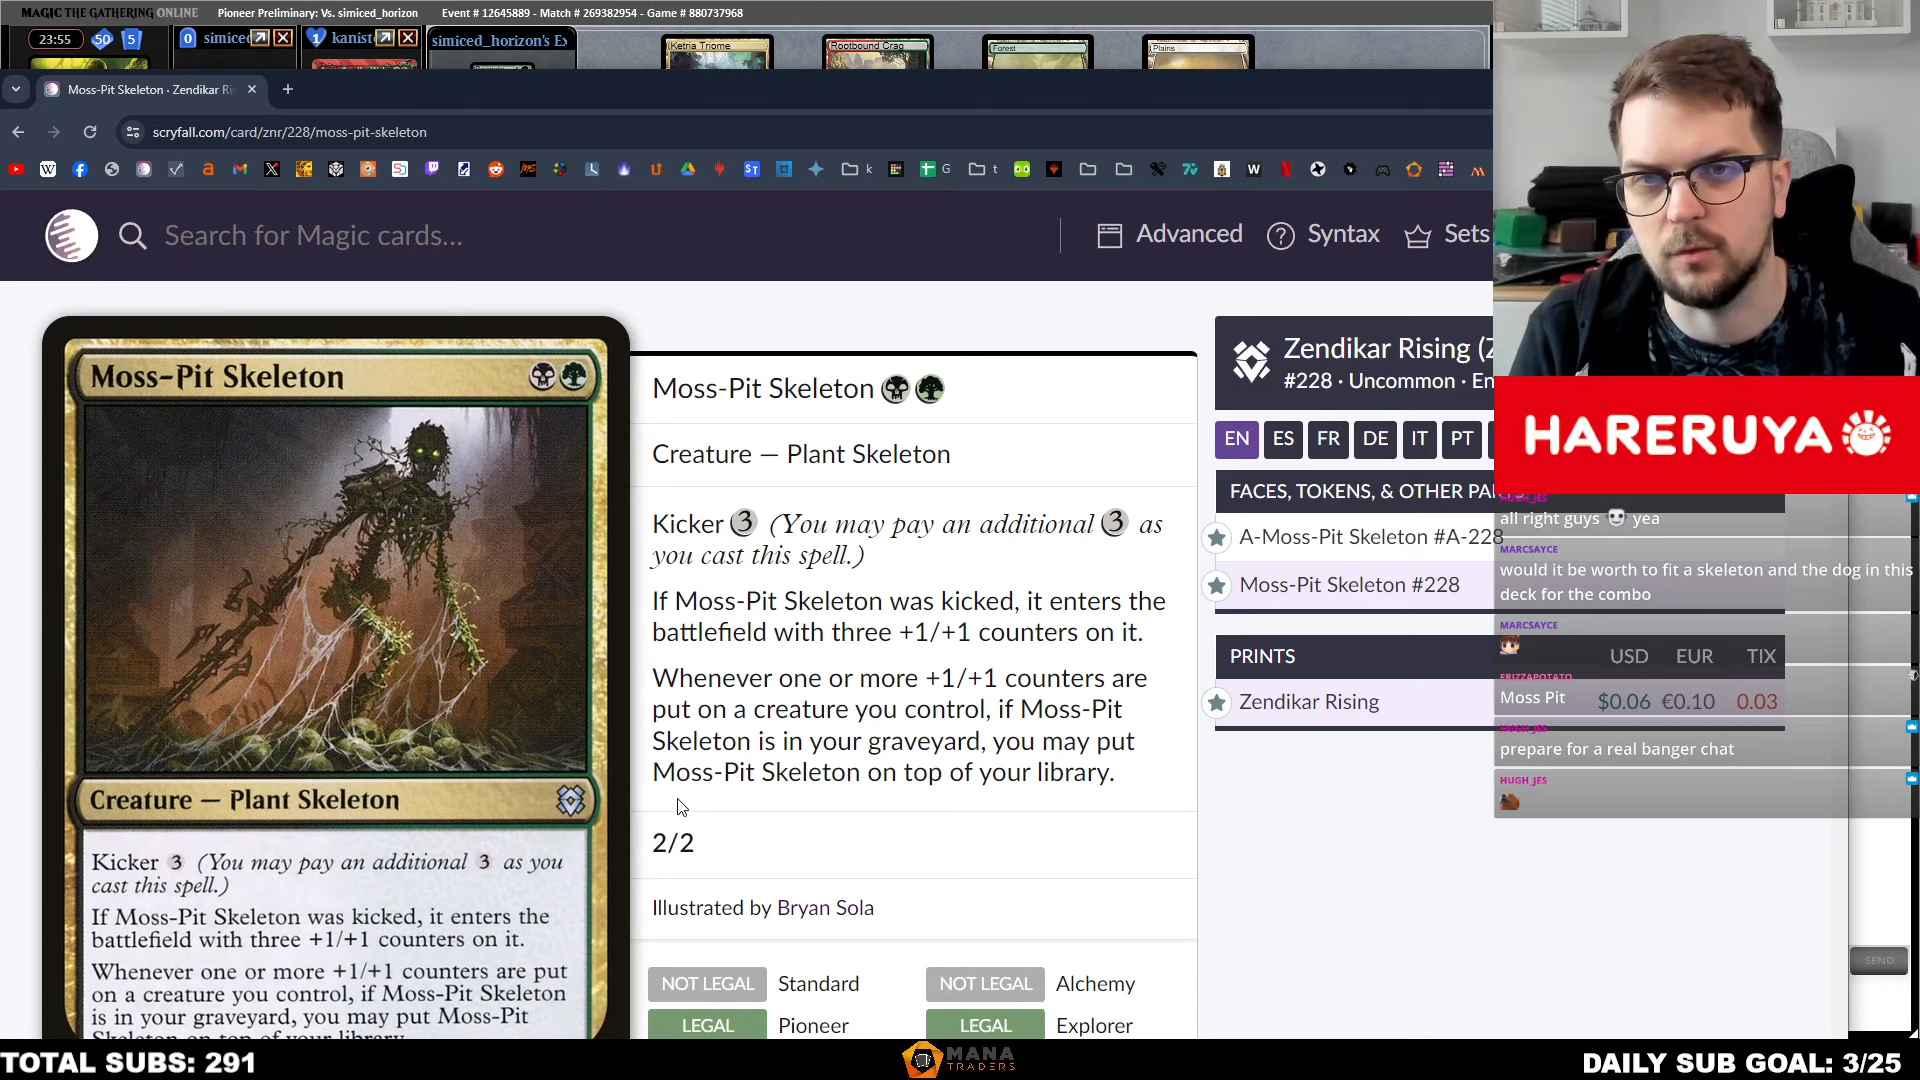 MAGIC THE GATHERING ONLINE
Pioneer Preliminary: Vs. simiced_horizon
Event # 12645889 - Match # 269382954 - Game # 880737968
23:55
50
5
0
simiced
1
kanist
simiced_horizon's Ex
Ketria Triome
Rootbound Crag
Forest
Plains
Moss-Pit Skeleton · Zendikar Ri
scryfall.com/card/znr/228/moss-pit-skeleton
k
G
t
Search for Magic cards…
Advanced
Syntax
Sets
Moss-Pit Skeleton
Creature — Plant Skeleton
Kicker 3 (You may pay an additional 3 as you
cast this spell.)
If Moss-Pit Skeleton was kicked, it enters the
battlefield with three +1/+1 counters on it.
Whenever one or more +1/+1 counters are put
on a creature you control, if Moss-Pit Skeleton
is in your graveyard, you may put Moss-Pit
Skeleton on top of your library.
Moss-Pit Skeleton
Creature — Plant Skeleton
Kicker 3 (You may pay an additional 3 as
you cast this spell.)
If Moss-Pit Skeleton was kicked, it enters the
battlefield with three +1/+1 counters on it.
Whenever one or more +1/+1 counters are
put on a creature you control, if Moss-Pit
Skeleton is in your graveyard, you may put
Moss-Pit Skeleton on top of your library.
2/2
Illustrated by Bryan Sola
NOT LEGAL Standard
NOT LEGAL Alchemy
LEGAL Pioneer
LEGAL Explorer
Zendikar Rising (Z
#228 · Uncommon · En
EN ES FR DE IT PT
FACES, TOKENS, & OTHER PA
A-Moss-Pit Skeleton #A-228
Moss-Pit Skeleton #228
PRINTS USD EUR TIX
Zendikar Rising $0.06 €0.10 0.03
HARERUYA
HUGH_JES
all right guys yea
MARCSAYCE
would it be worth to fit a skeleton and the dog in this
deck for the combo
MARCSAYCE
FRIZZAPOTATO
Moss Pit
HUGH_JES
prepare for a real banger chat
HUGH_JES
SEND
TOTAL SUBS: 291
MANA
TRADERS
DAILY SUB GOAL: 3/25